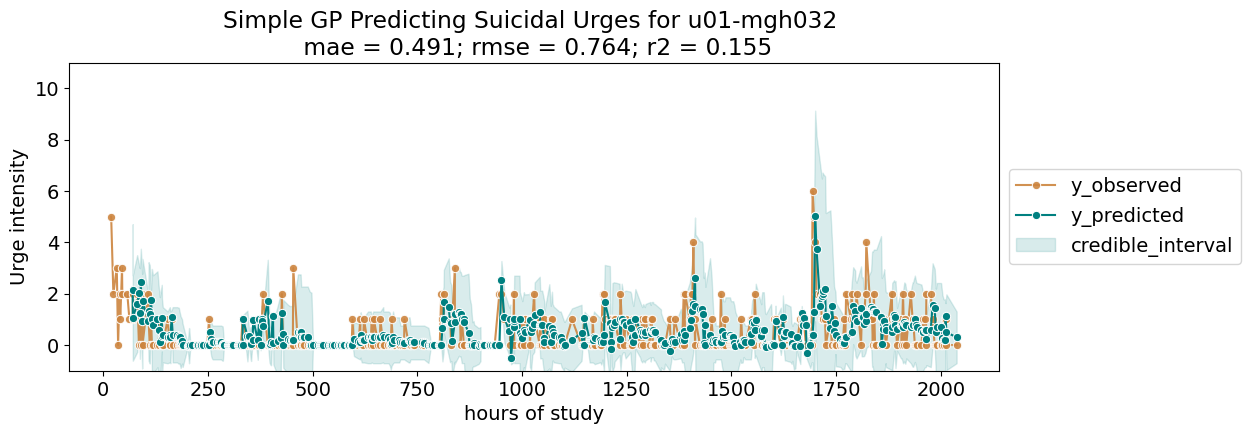 Simple GP Predicting Suicidal Urges for u01-mgh032
mae = 0.491; rmse = 0.764; r2 = 0.155
Urge intensity
10
8
6
4
2
0
0 250 500 750 1000 1250 1500 1750 2000
hours of study
y_observed
y_predicted
credible_interval